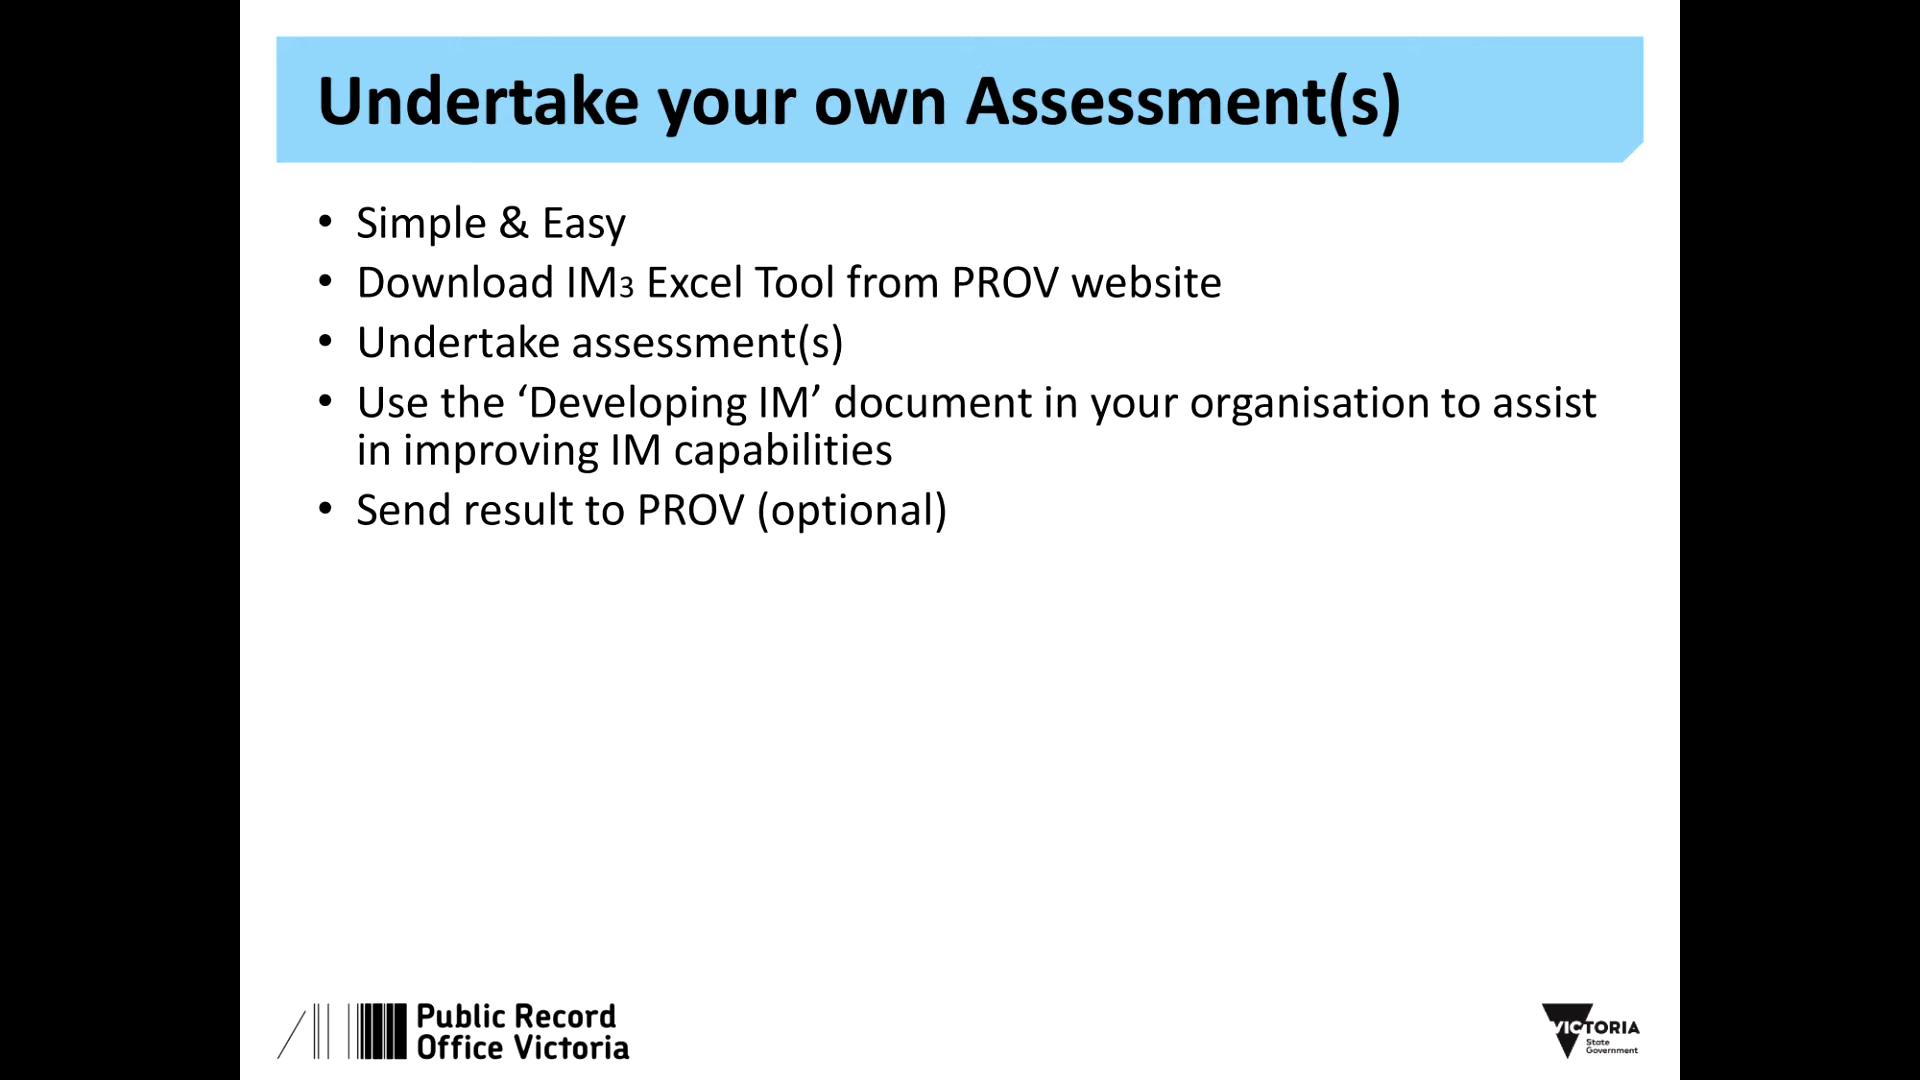 Undertake your own Assessment(s)
• Simple & Easy
• Download IM3 Excel Tool from PROV website
• Undertake assessment(s)
• Use the ‘Developing IM’ document in your organisation to assist
in improving IM capabilities
• Send result to PROV (optional)
Public Record
Office Victoria
VICTORIA
State
Government